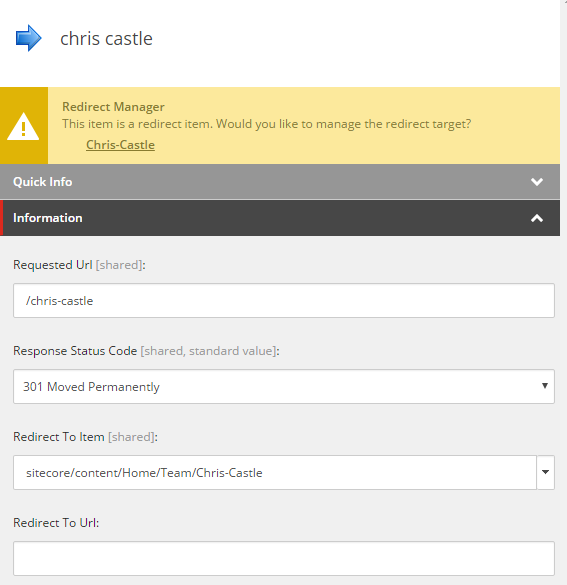 chris castle
Redirect Manager
This item is a redirect item. Would you like to manage the redirect target?
Chris-Castle
Quick Info
Information
Requested Url [shared]:
/chris-castle
Response Status Code [shared, standard value]:
301 Moved Permanently
Redirect To Item [shared]:
sitecore/content/Home/Team/Chris-Castle
Redirect To Url: